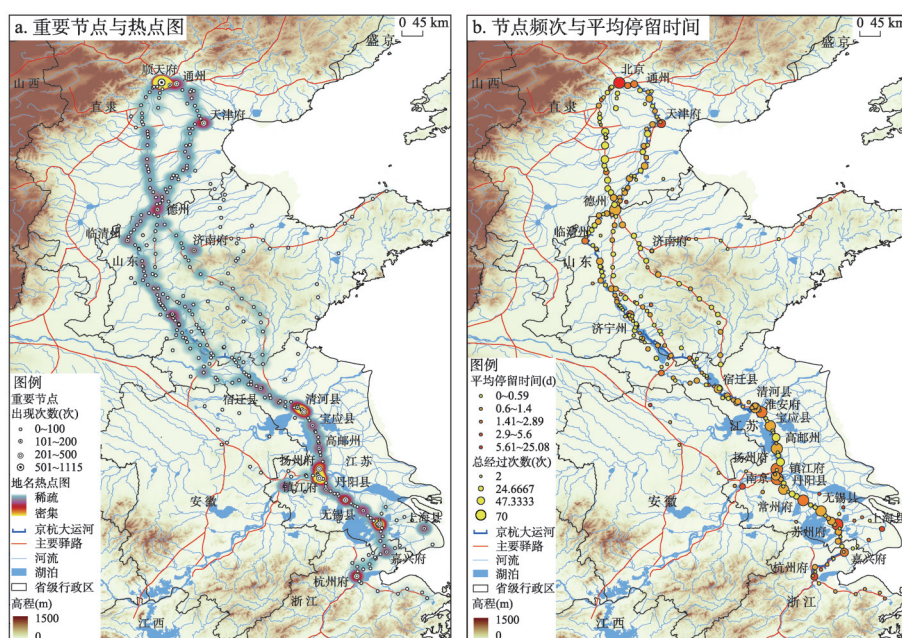 a. 重要节点与热点图
0 45 km
盛京
山西
顺天府
通州
直隶
天津府
德州
临清州
济南府
山东
宿迁县
清河县
宝应县
高邮州
扬州府
江苏
镇江府
丹阳县
安徽
无锡县
上海县
嘉兴府
杭州府
浙江
江西
图例
重要节点
出现次数(次)
0~100
101~200
201~500
501~1115
地名热点图
稀疏
密集
京杭大运河
主要驿路
河流
湖泊
省级行政区
高程(m)
1500
0
b. 节点频次与平均停留时间
0 45 km
盛京
山西
北京
通州
直隶
天津府
德州
临清州
济南府
山东
济宁州
宿迁县
清河县
淮安府
宝应县
江苏
高邮州
扬州府
镇江府
南京
丹阳县
常州府
无锡县
安徽
上海县
苏州府
嘉兴府
杭州府
浙江
江西
图例
平均停留时间(d)
0~0.59
0.6~1.4
1.41~2.89
2.9~5.6
5.61~25.08
总经过次数(次)
2
24.6667
47.3333
70
京杭大运河
主要驿路
河流
湖泊
省级行政区
高程(m)
1500
0